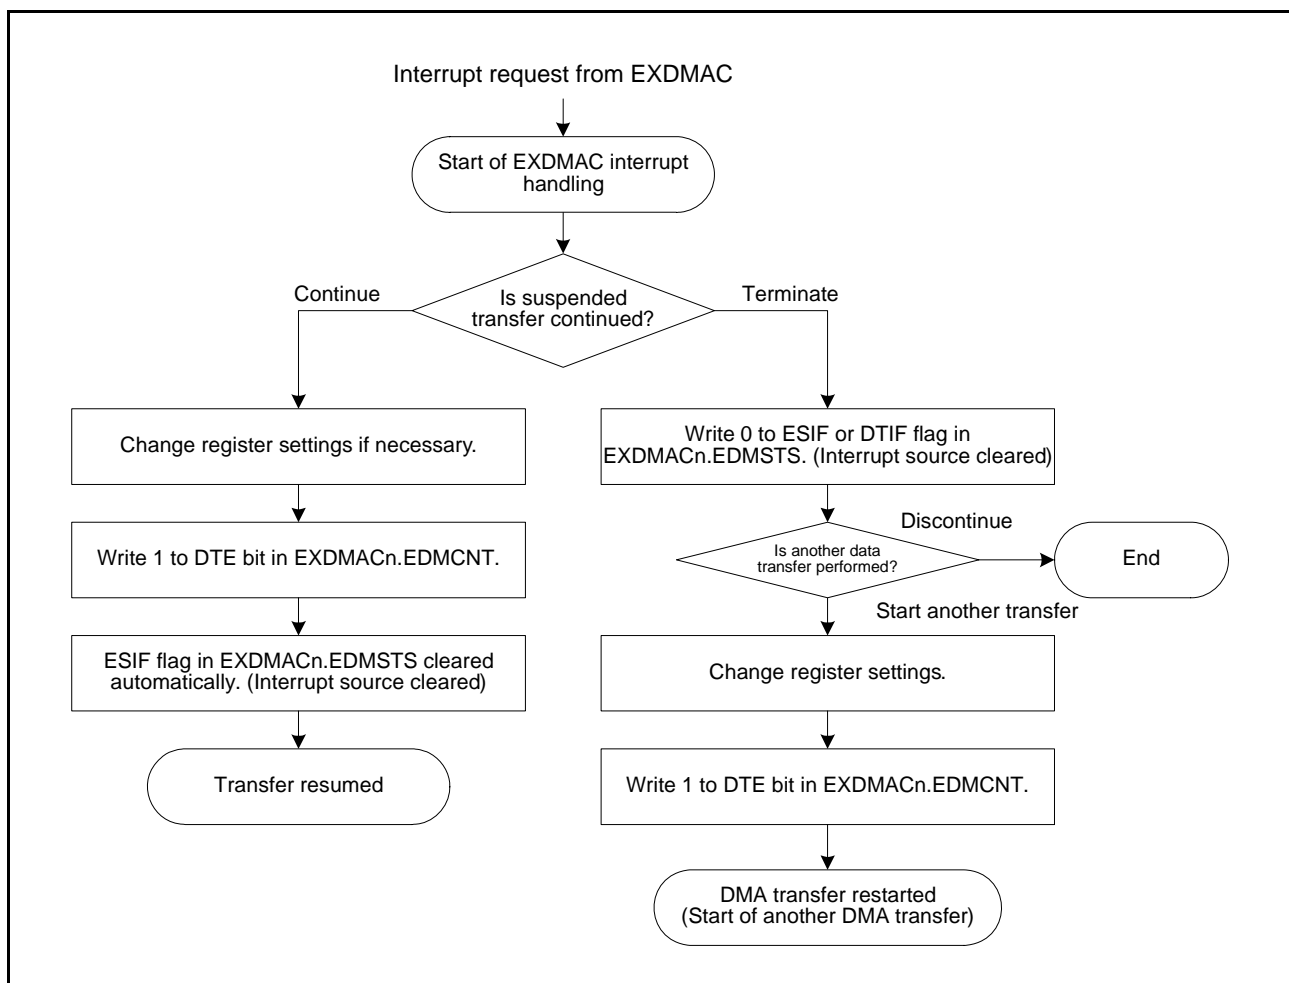 Interrupt request from EXDMAC
Start of EXDMAC interrupt
handling
Is suspended
transfer continued?
Continue
Terminate
Change register settings if necessary.
Write 1 to DTE bit in EXDMACn.EDMCNT.
ESIF flag in EXDMACn.EDMSTS cleared
automatically. (Interrupt source cleared)
Transfer resumed
Write 0 to ESIF or DTIF flag in
EXDMACn.EDMSTS. (Interrupt source cleared)
Is another data
transfer performed?
Discontinue
End
Start another transfer
Change register settings.
Write 1 to DTE bit in EXDMACn.EDMCNT.
DMA transfer restarted
(Start of another DMA transfer)